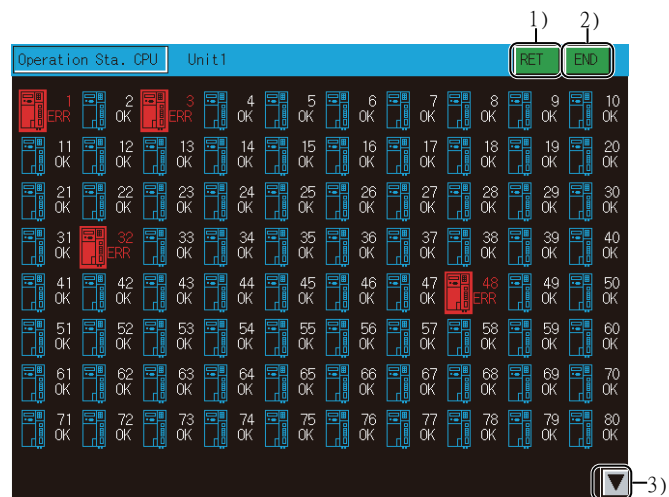 1) 2)
Operation Sta. CPU Unit1 RET END
1 2 3 4 5 6 7 8 9 10
ERR OK ERR OK OK OK OK OK OK OK
11 12 13 14 15 16 17 18 19 20
OK OK OK OK OK OK OK OK OK OK
21 22 23 24 25 26 27 28 29 30
OK OK OK OK OK OK OK OK OK OK
31 32 33 34 35 36 37 38 39 40
OK ERR OK OK OK OK OK OK OK OK
41 42 43 44 45 46 47 48 49 50
OK OK OK OK OK OK OK ERR OK OK
51 52 53 54 55 56 57 58 59 60
OK OK OK OK OK OK OK OK OK OK
61 62 63 64 65 66 67 68 69 70
OK OK OK OK OK OK OK OK OK OK
71 72 73 74 75 76 77 78 79 80
OK OK OK OK OK OK OK OK OK OK
▼ 3)